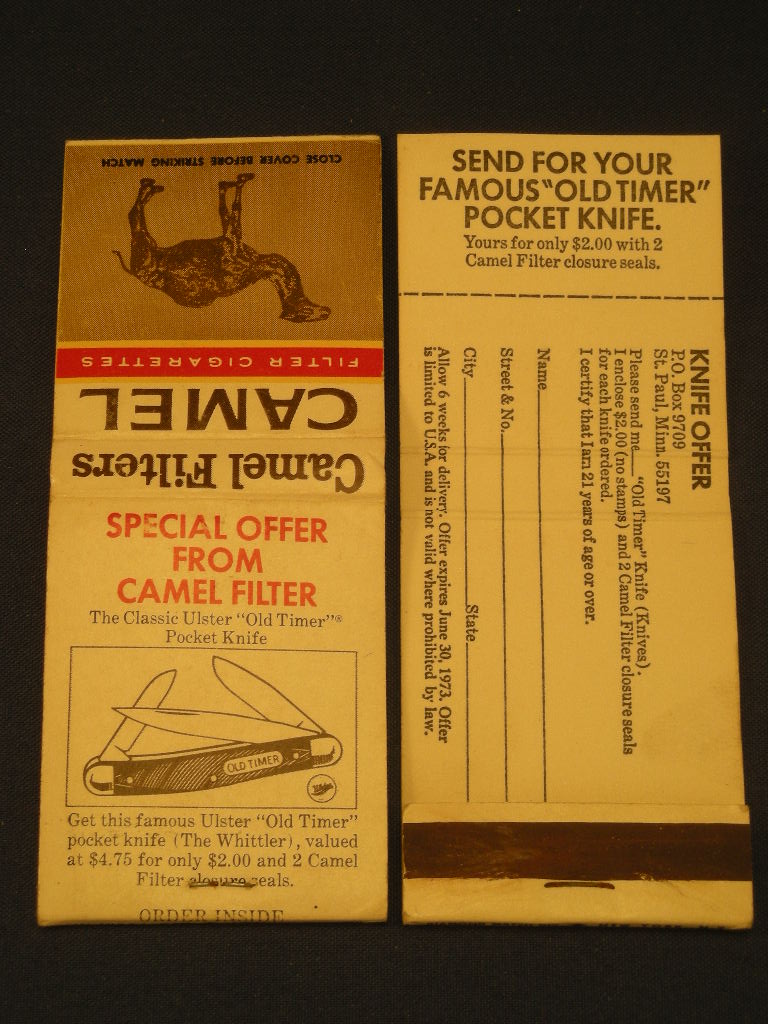 CLOSE COVER BEFORE STRIKING MATCH
FILTER CIGARETTES
CAMEL
Camel Filters
SPECIAL OFFER
FROM
CAMEL FILTER
The Classic Ulster "Old Timer"®
Pocket Knife
OLD TIMER
Get this famous Ulster "Old Timer"
pocket knife (The Whittler), valued
at $4.75 for only $2.00 and 2 Camel
Filter closure seals.
ORDER INSIDE
SEND FOR YOUR
FAMOUS "OLD TIMER"
POCKET KNIFE.
Yours for only $2.00 with 2
Camel Filter closure seals.
KNIFE OFFER
P.O. Box 9709
St. Paul, Minn. 55197
Please send me "Old Timer" Knife (Knives).
I enclose $2.00 (no stamps) and 2 Camel Filter closure seals
for each knife ordered.
I certify that I am 21 years of age or over.
Name
Street & No.
City State
Allow 6 weeks for delivery. Offer expires June 30, 1973. Offer
is limited to U.S.A. and is not valid where prohibited by law.